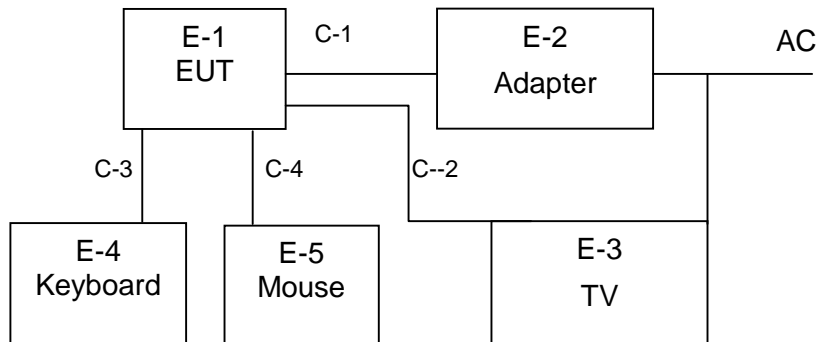 E-1
EUT
C-1
E-2
Adapter
AC
C-3
C-4
C--2
E-4
Keyboard
E-5
Mouse
E-3
TV